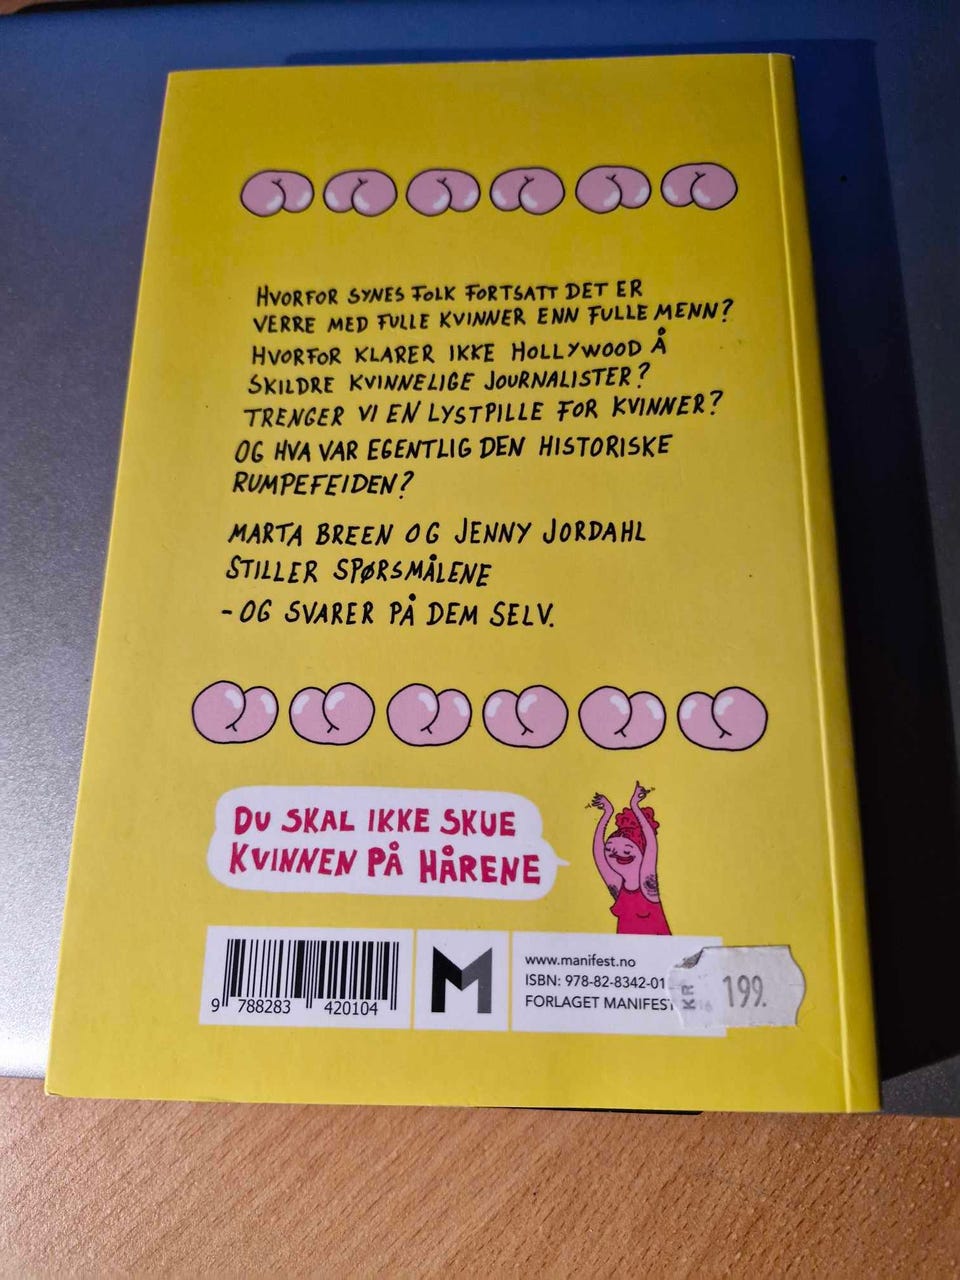 HVORFOR SYNES FOLK FORTSATT DET ER
VERRE MED FULLE KVINNER ENN FULLE MENN?
HVORFOR KLARER IKKE HOLLYWOOD Å
SKILDRE KVINNELIGE JOURNALISTER?
TRENGER VI EN LYSTPILLE FOR KVINNER?
OG HVA VAR EGENTLIG DEN HISTORISKE
RUMPEFEIDEN?
MARTA BREEN OG JENNY JORDAHL
STILLER SPØRSMÅLENE
- OG SVARER PÅ DEM SELV.
DU SKAL IKKE SKUE
KVINNEN PÅ HÅRENE
9 788283 420104
M
www.manifest.no
ISBN: 978-82-8342-01
FORLAGET MANIFEST
KR 199.